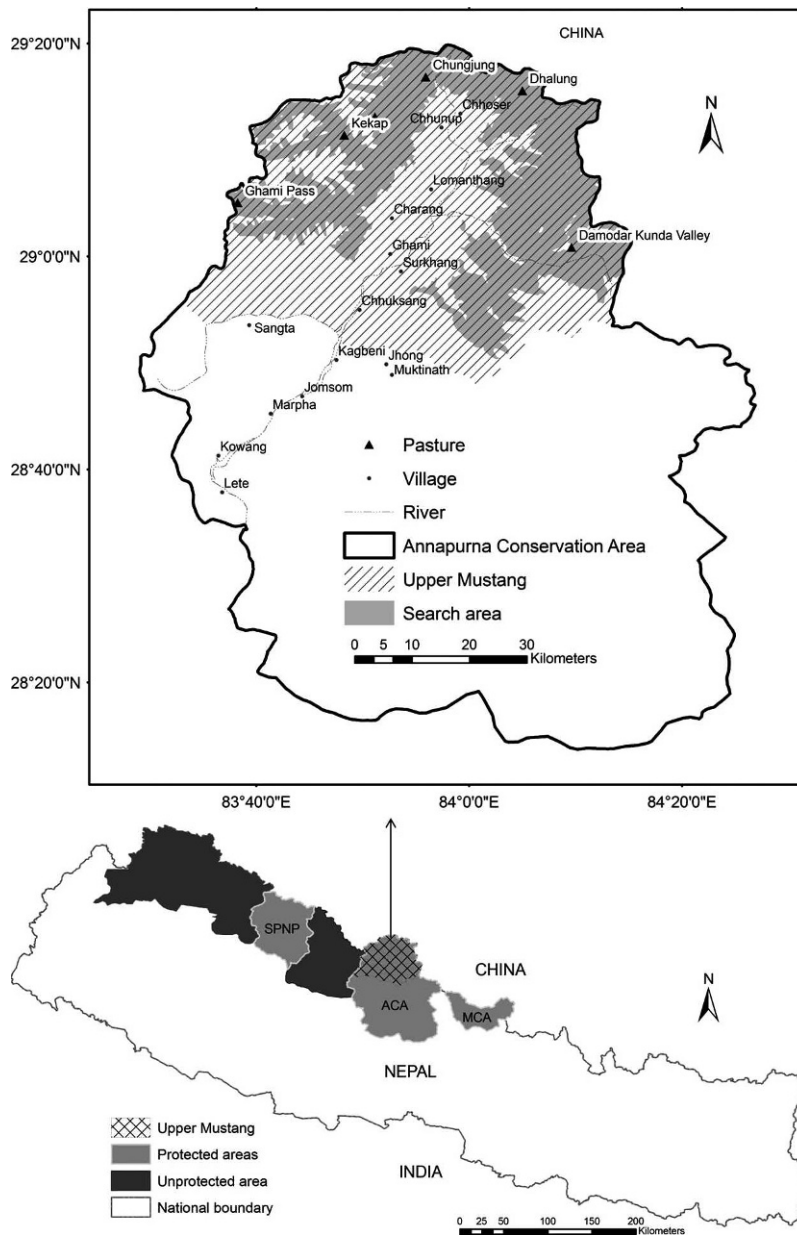 29°20'0"N
CHINA
Chungjung
Dhalung
N
Chhoser
Chhunup
Kekap
Lomanthang
Ghami Pass
Charang
Damodar Kunda Valley
Ghami
29°0'0"N
Surkhang
Chhuksang
Sangta
Kagbeni
Jhong
Muktinath
Jomsom
Marpha
Kowang
28°40'0"N
Lete
Pasture
Village
River
Annapurna Conservation Area
Upper Mustang
Search area
0 5 10 20 30
Kilometers
28°20'0"N
83°40'0"E 84°0'0"E 84°20'0"E
SPNP
CHINA
N
ACA
MCA
NEPAL
Upper Mustang
Protected areas
Unprotected area
National boundary
INDIA
0 25 50 100 150 200
Kilometers